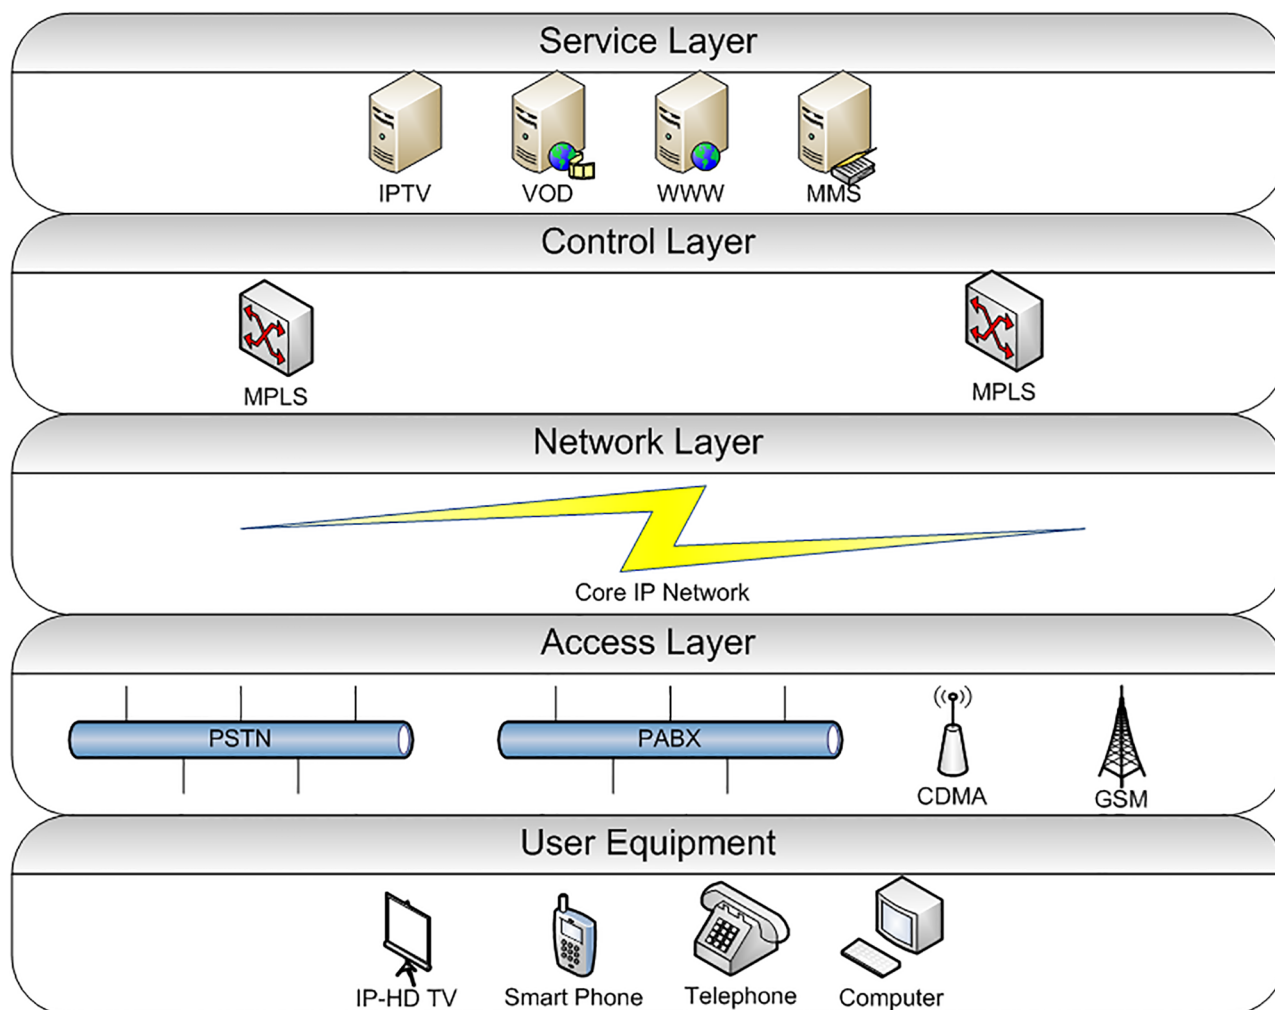 Service Layer
IPTV VOD WWW MMS
Control Layer
MPLS MPLS
Network Layer
Core IP Network
Access Layer
PSTN PABX
CDMA GSM
User Equipment
IP-HD TV Smart Phone Telephone Computer